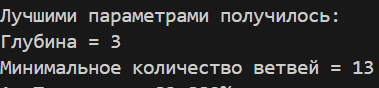 Лучшими параметрами получилось:
Глубина = 3
Минимальное количество ветвей = 13